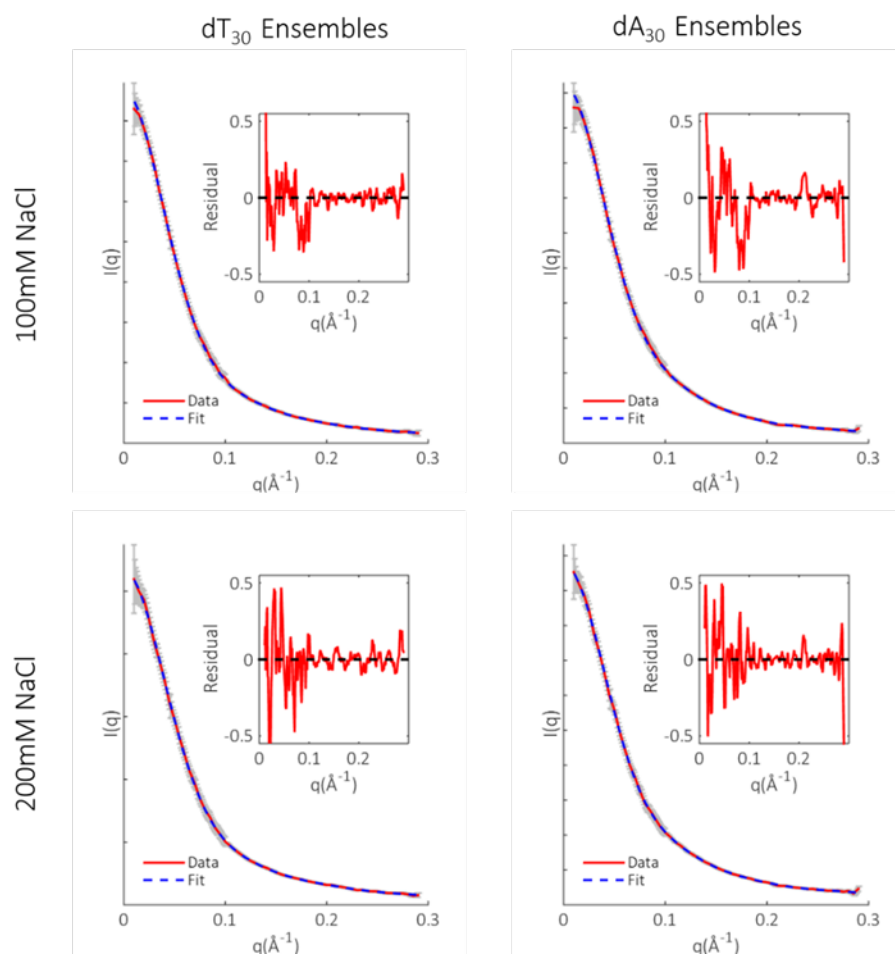 dT₃₀ Ensembles
dA₃₀ Ensembles
100mM NaCl
I(q)
0.5
0
-0.5
Residual
0 0.1 0.2
q(Å⁻¹)
Data
Fit
0 0.1 0.2 0.3
q(Å⁻¹)
I(q)
0.5
0
-0.5
Residual
0 0.1 0.2
q(Å⁻¹)
Data
Fit
0 0.1 0.2 0.3
q(Å⁻¹)
200mM NaCl
I(q)
0.5
0
-0.5
Residual
0 0.1 0.2
q(Å⁻¹)
Data
Fit
0 0.1 0.2 0.3
q(Å⁻¹)
I(q)
0.5
0
-0.5
Residual
0 0.1 0.2
q(Å⁻¹)
Data
Fit
0 0.1 0.2 0.3
q(Å⁻¹)